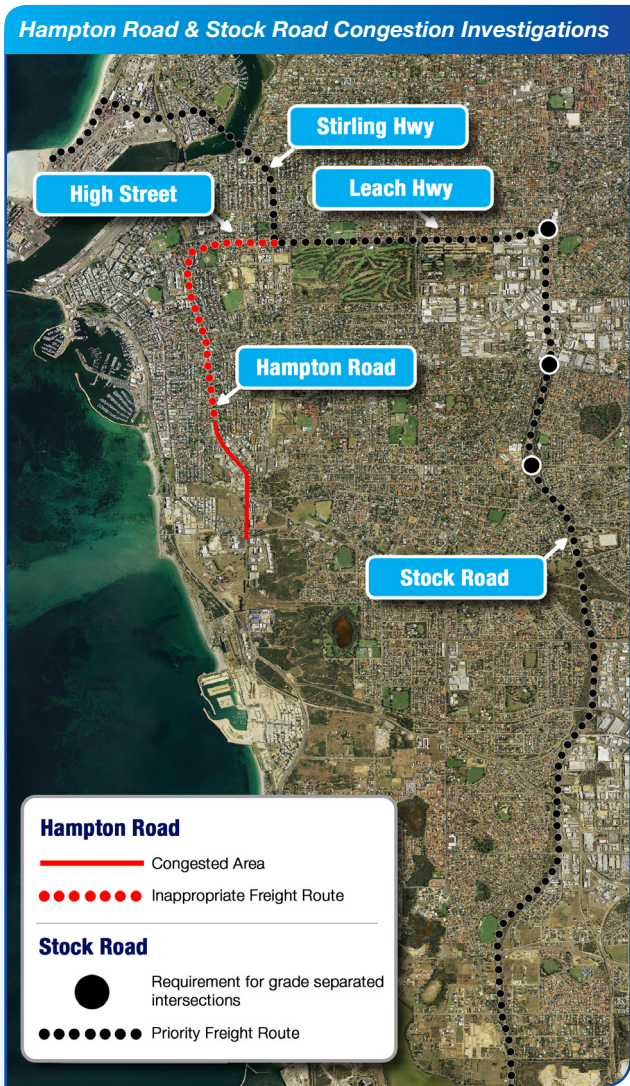 Hampton Road & Stock Road Congestion Investigations
Stirling Hwy
High Street
Leach Hwy
Hampton Road
Stock Road
Hampton Road
Congested Area
Inappropriate Freight Route
Stock Road
Requirement for grade separated
intersections
Priority Freight Route